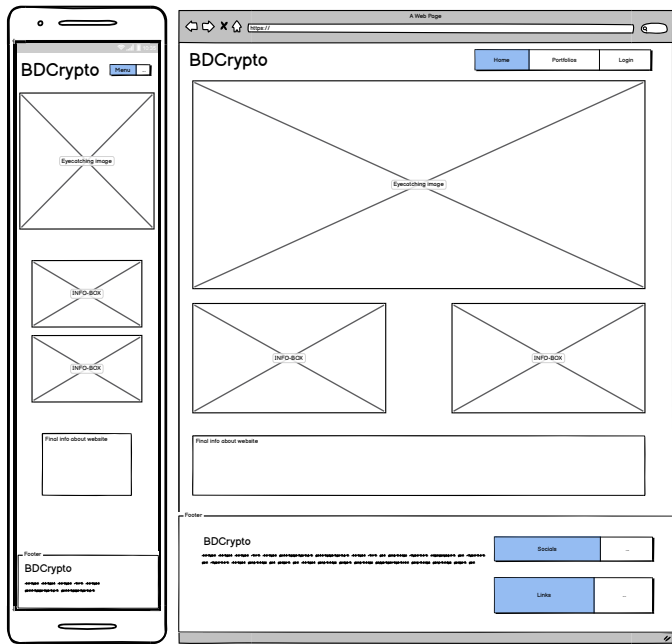 BDCrypto
Menu
...
Eyecatching image
INFO-BOX
INFO-BOX
Final info about website
Footer
BDCrypto
A Web Page
https://
BDCrypto
Home
Portfolios
Login
Eyecatching image
INFO-BOX
INFO-BOX
Final info about website
Footer
BDCrypto
Socials
...
Links
...